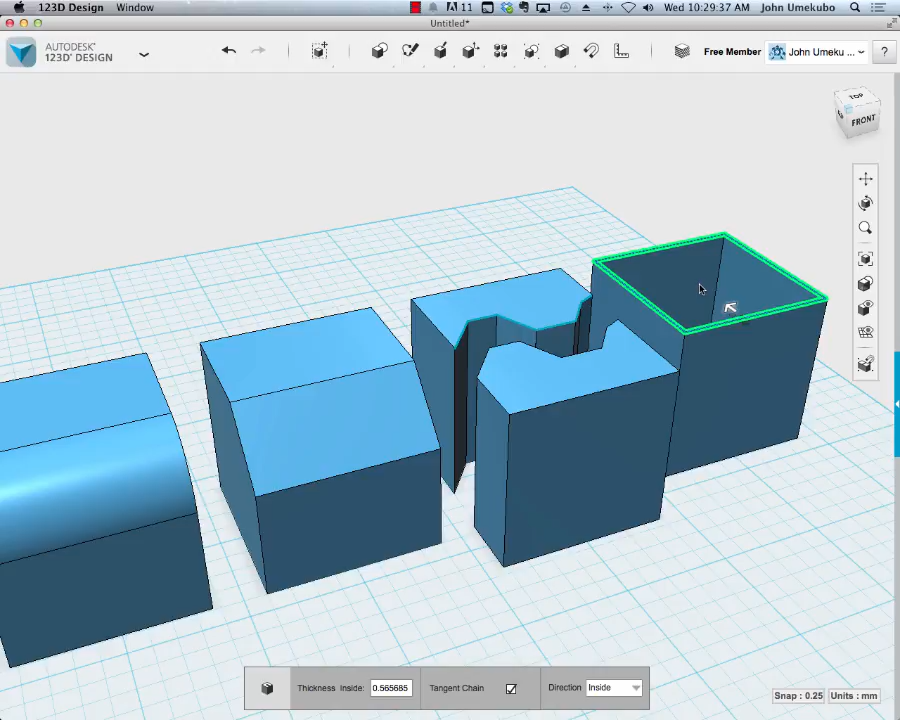 123D Design Window
11
Wed 10:29:37 AM John Umekubo
Untitled*
AUTODESK®
123D® DESIGN
Free Member
John Umeku ...
?
TOP
FRONT
Thickness Inside: 0.565685
Tangent Chain
Direction Inside
Snap : 0.25 Units : mm